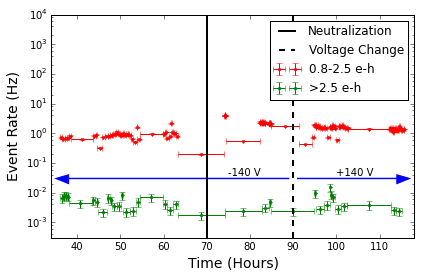 10⁴
10³
10²
10¹
10⁰
10⁻¹
10⁻²
10⁻³
Event Rate (Hz)
Neutralization
Voltage Change
0.8-2.5 e-h
>2.5 e-h
-140 V
+140 V
40 50 60 70 80 90 100 110
Time (Hours)